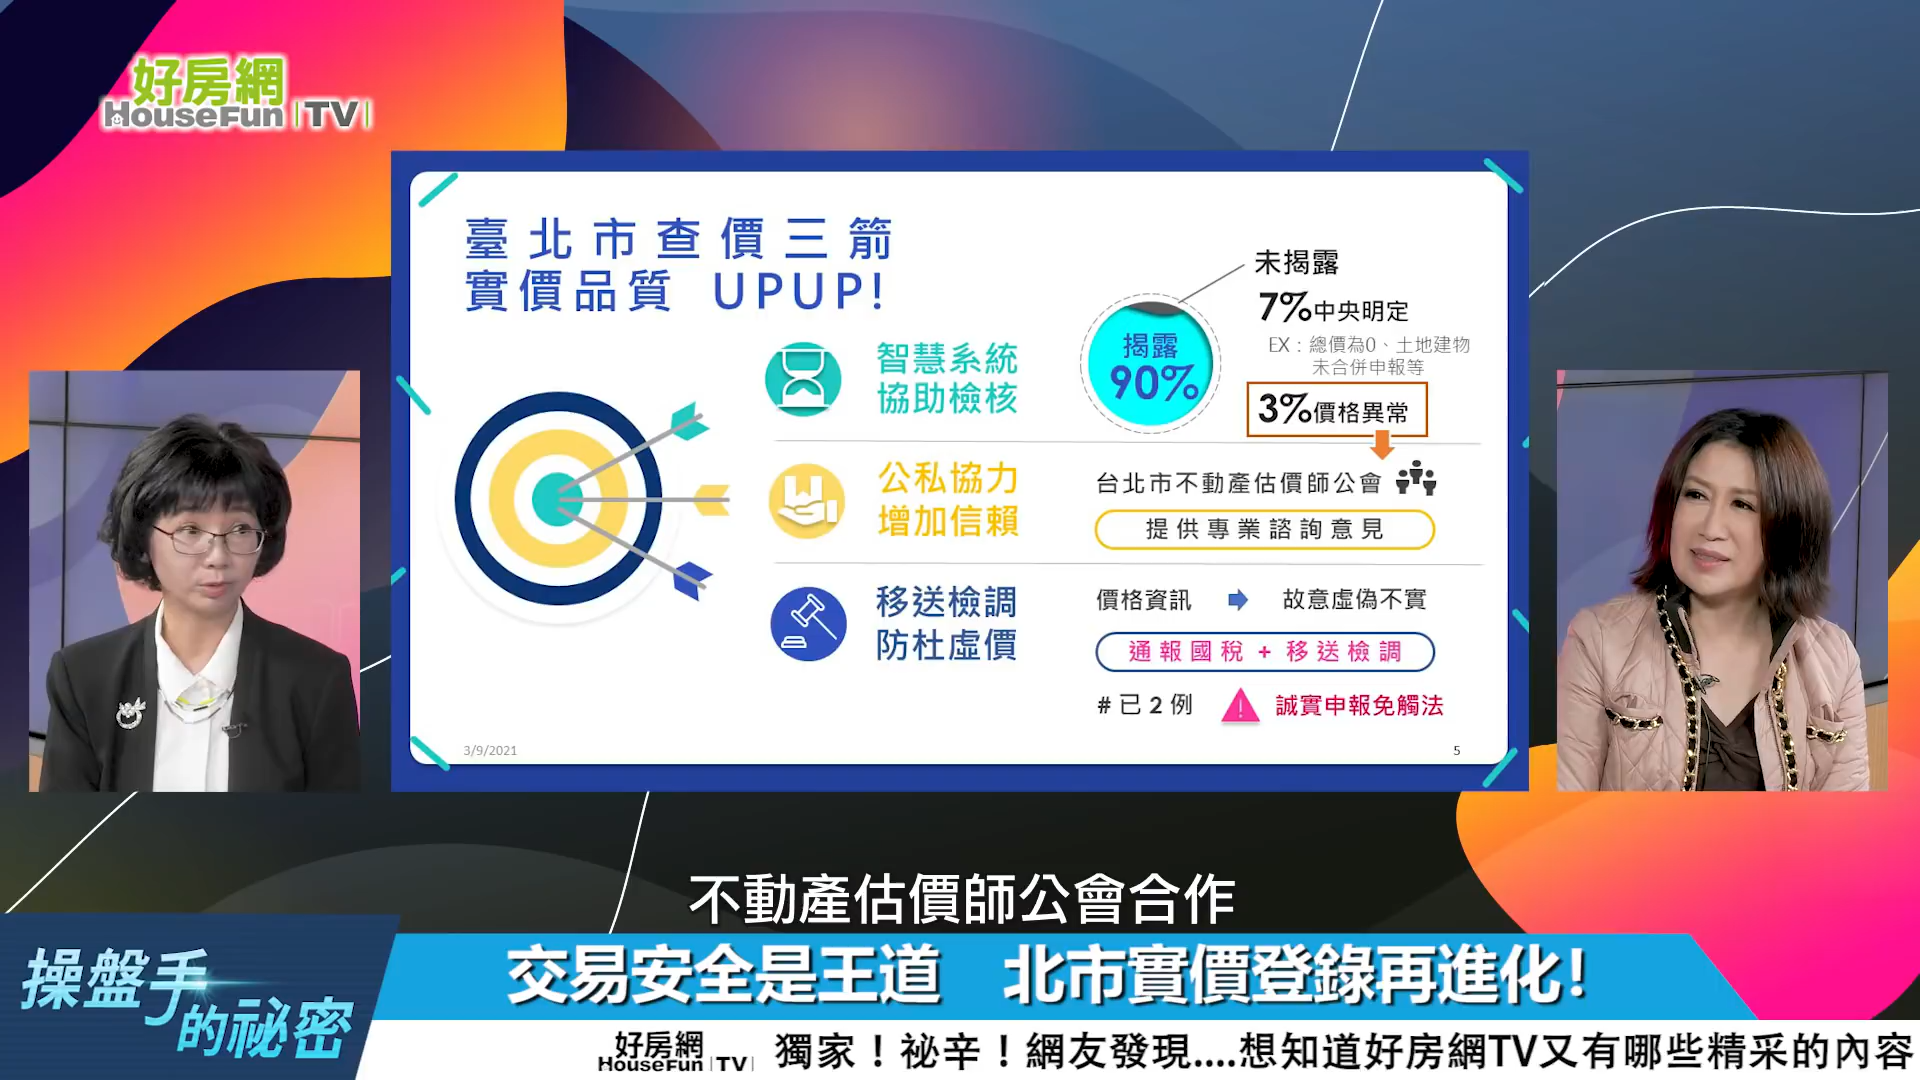 好房網
HouseFun TV
臺北市查價三箭
實價品質 UPUP!
智慧系統
協助檢核
揭露
90%
未揭露
7%中央明定
EX：總價為0、土地建物
未合併申報等
3%價格異常
公私協力
增加信賴
台北市不動產估價師公會
提供專業諮詢意見
移送檢調
防杜虛價
價格資訊
故意虛偽不實
通報國稅 + 移送檢調
#已2例
誠實申報免觸法
3/9/2021
5
不動產估價師公會合作
操盤手
的祕密
交易安全是王道 北市實價登錄再進化!
好房網
HouseFun TV
獨家！祕辛！網友發現....想知道好房網TV又有哪些精采的內容